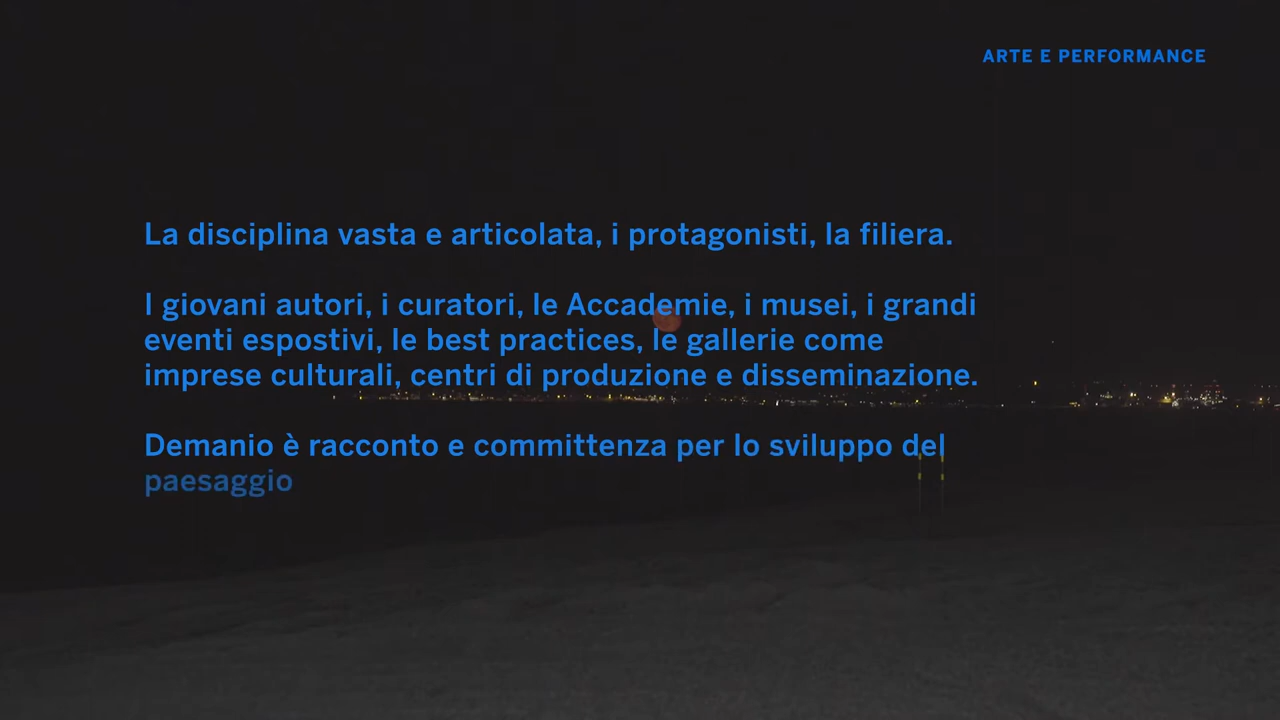 ARTE E PERFORMANCE
La disciplina vasta e articolata, i protagonisti, la filiera.
I giovani autori, i curatori, le Accademie, i musei, i grandi
eventi espostivi, le best practices, le gallerie come
imprese culturali, centri di produzione e disseminazione.
Demanio è racconto e committenza per lo sviluppo del
paesaggio